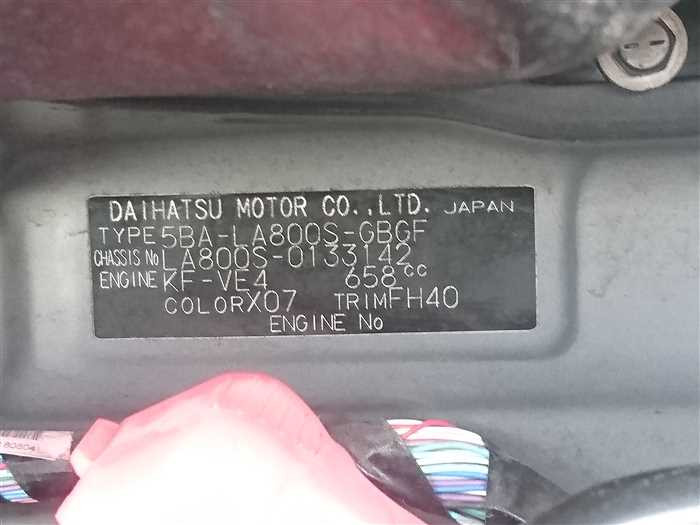 DAIHATSU MOTOR CO.,LTD. JAPAN
TYPE 5BA-LA800S-GBGF
CHASSIS No LA800S-0133142
ENGINE KF-VE4 658cc
COLOR X07 TRIM FH40
ENGINE No
80804